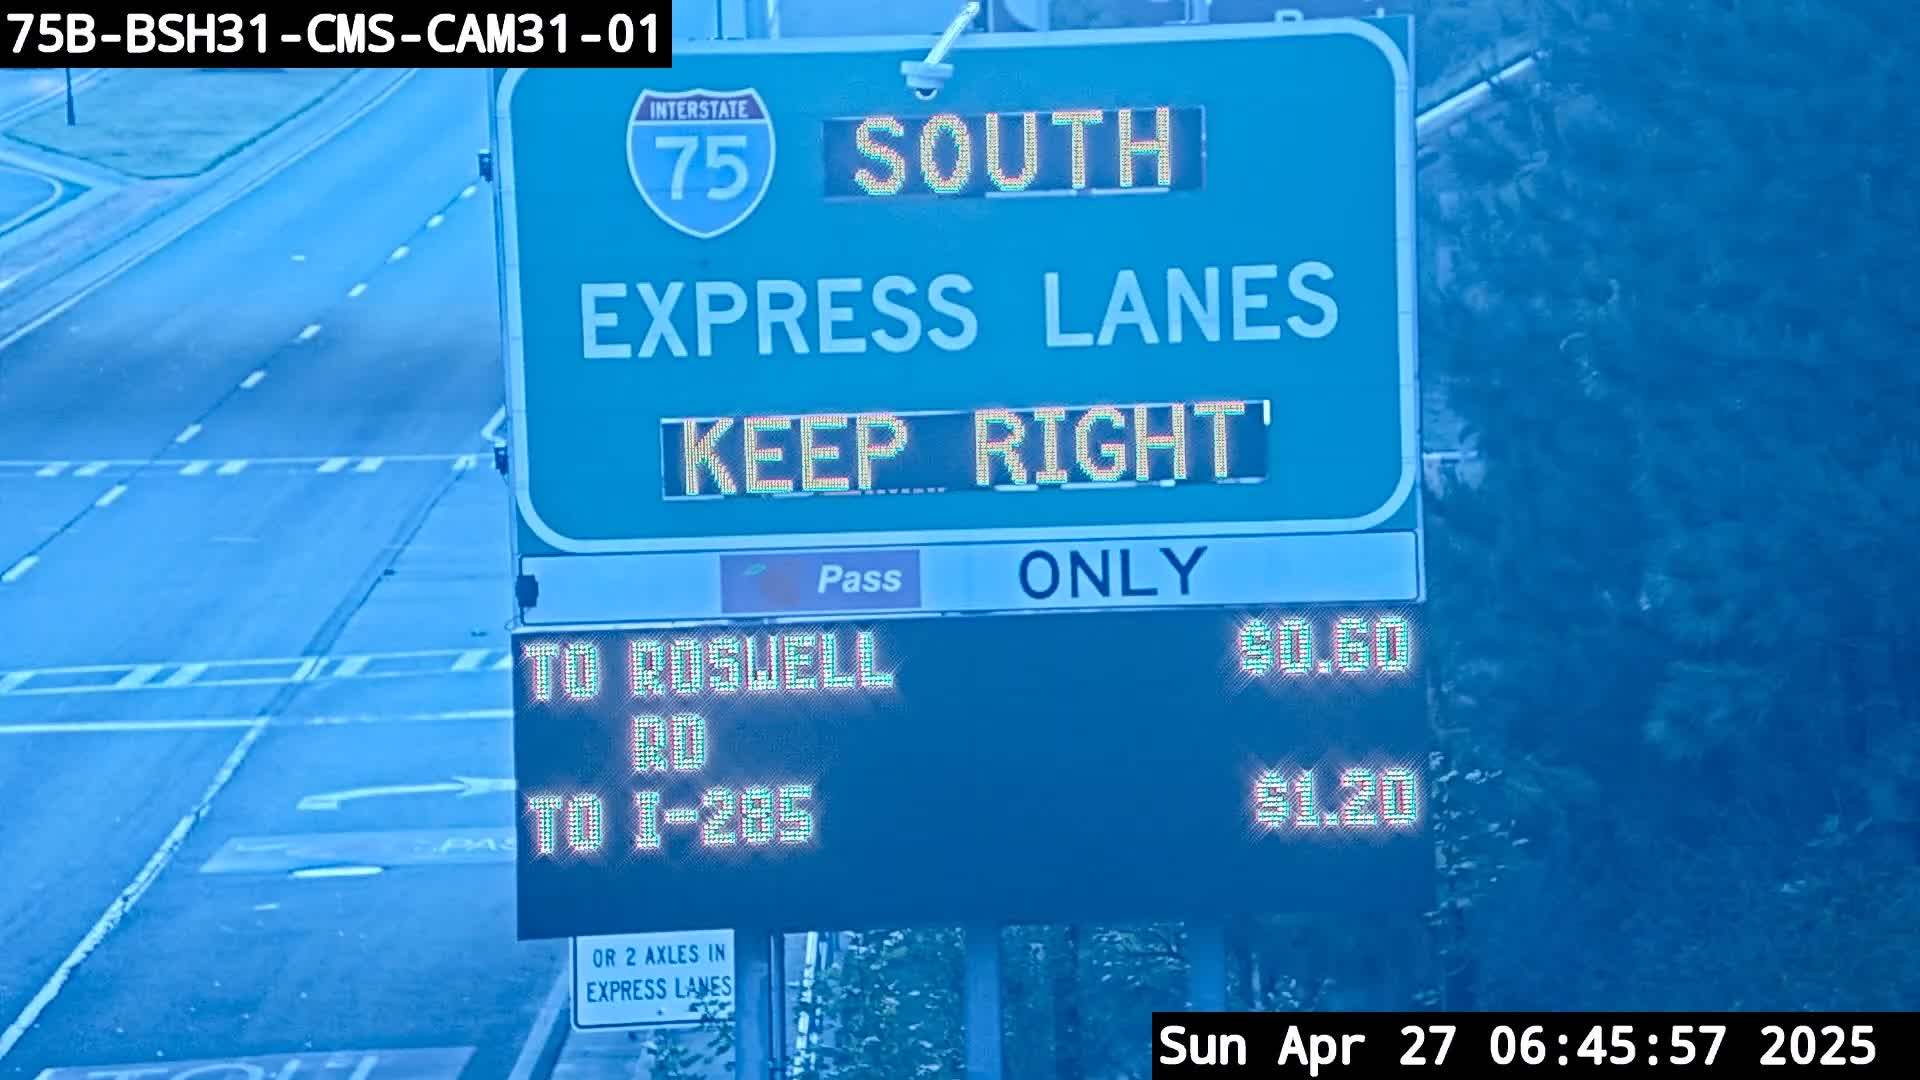 75B-BSH31-CMS-CAM31-01
INTERSTATE
75
SOUTH
EXPRESS LANES
KEEP RIGHT
Pass ONLY
TO ROSWELL $0.60
RD
TO I-285 $1.20
OR 2 AXLES IN
EXPRESS LANES
Sun Apr 27 06:45:57 2025